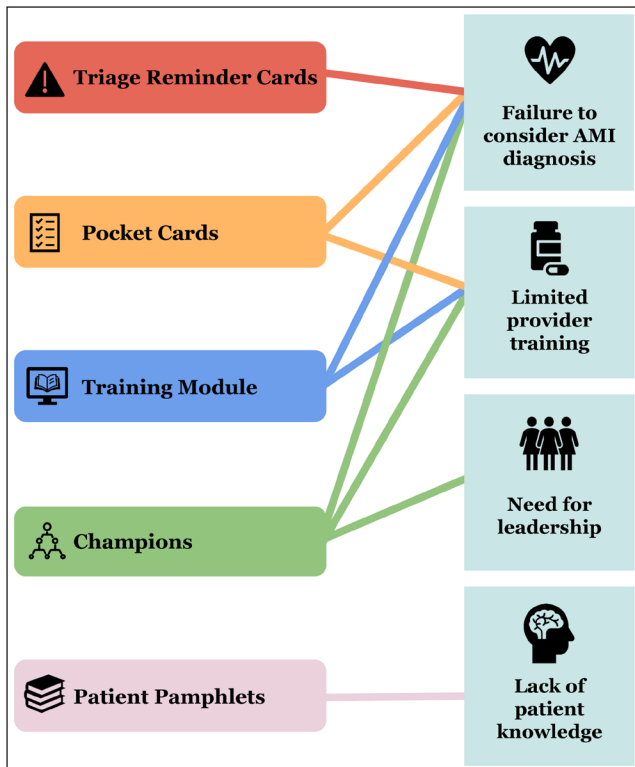 Triage Reminder Cards
Pocket Cards
Training Module
Champions
Patient Pamphlets
Failure to
consider AMI
diagnosis
Limited
provider
training
Need for
leadership
Lack of
patient
knowledge